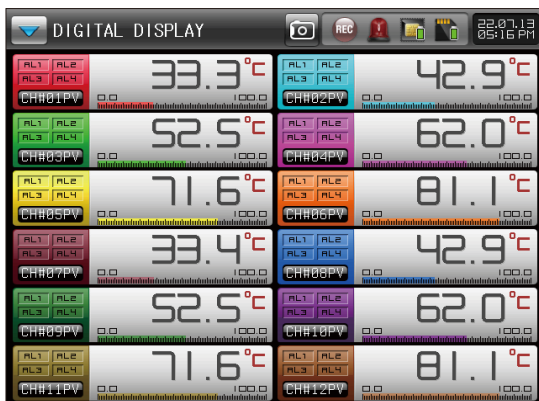 DIGITAL DISPLAY REC 22.07.13 05:16 PM
AL1 AL2 AL3 AL4 CH#01PV 33.3°C 0.0 100.0
AL1 AL2 AL3 AL4 CH#02PV 42.9°C 0.0 100.0
AL1 AL2 AL3 AL4 CH#03PV 52.5°C 0.0 100.0
AL1 AL2 AL3 AL4 CH#04PV 62.0°C 0.0 100.0
AL1 AL2 AL3 AL4 CH#05PV 71.6°C 0.0 100.0
AL1 AL2 AL3 AL4 CH#06PV 81.1°C 0.0 100.0
AL1 AL2 AL3 AL4 CH#07PV 33.4°C 0.0 100.0
AL1 AL2 AL3 AL4 CH#08PV 42.9°C 0.0 100.0
AL1 AL2 AL3 AL4 CH#09PV 52.5°C 0.0 100.0
AL1 AL2 AL3 AL4 CH#10PV 62.0°C 0.0 100.0
AL1 AL2 AL3 AL4 CH#11PV 71.6°C 0.0 100.0
AL1 AL2 AL3 AL4 CH#12PV 81.1°C 0.0 100.0